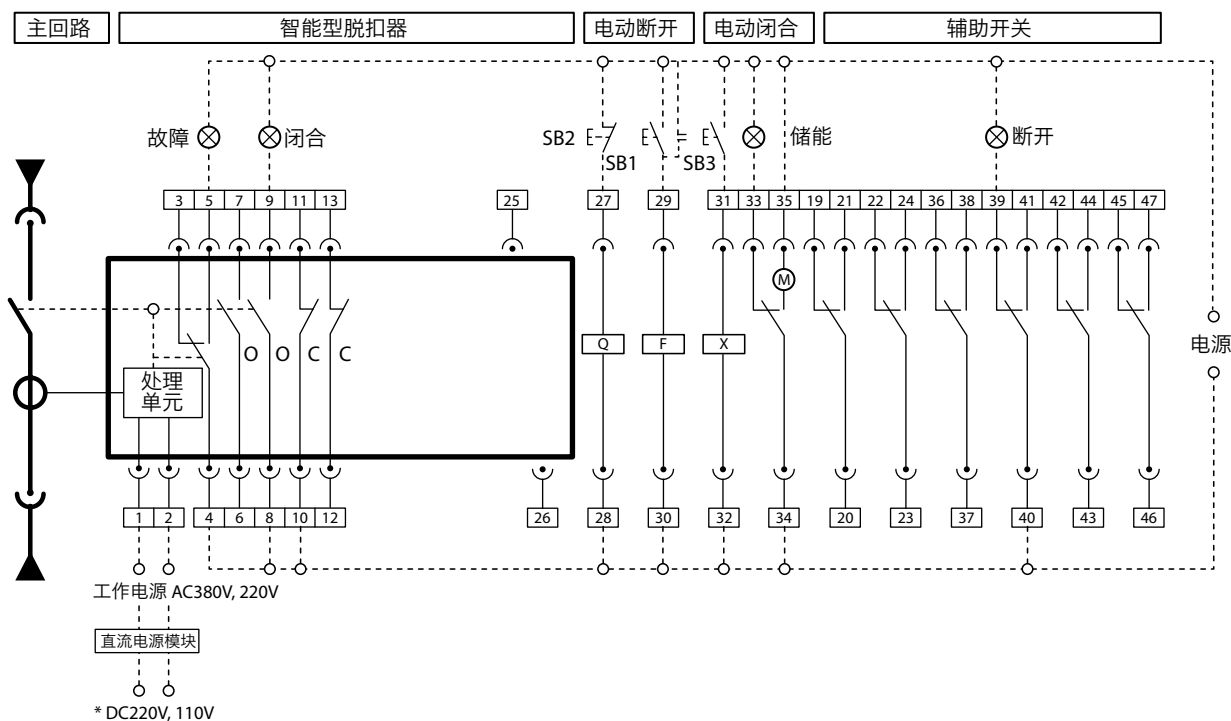 主回路 智能型脱扣器 电动断开 电动闭合 辅助开关
故障 闭合 SB2 SB1 SB3 储能 断开
3 5 7 9 11 13 25 27 29 31 33 35 19 21 22 24 36 38 39 41 42 44 45 47
M
Q F X 电源
O O C C
处理
单元
1 2 4 6 8 10 12 26 28 30 32 34 20 23 37 40 43 46
工作电源 AC380V, 220V
直流电源模块
* DC220V, 110V